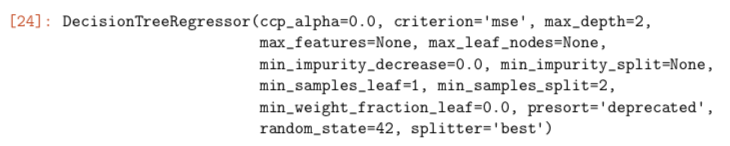 [24]: DecisionTreeRegressor(ccp_alpha=0.0, criterion='mse', max_depth=2,
max_features=None, max_leaf_nodes=None,
min_impurity_decrease=0.0, min_impurity_split=None,
min_samples_leaf=1, min_samples_split=2,
min_weight_fraction_leaf=0.0, presort='deprecated',
random_state=42, splitter='best')